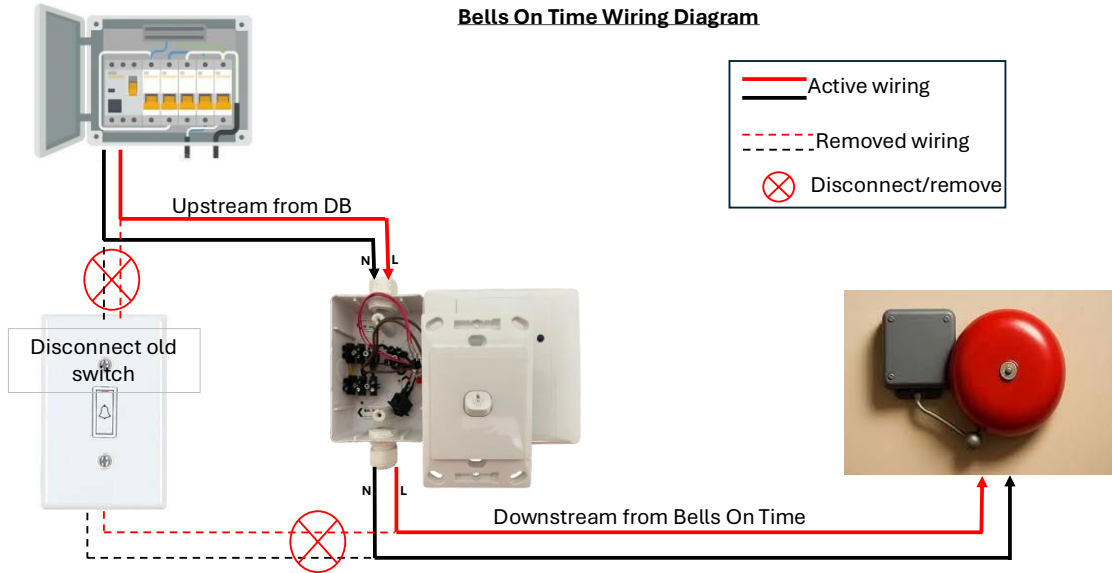 Bells On Time Wiring Diagram
Active wiring
Removed wiring
Disconnect/remove
Upstream from DB
N L
Disconnect old
switch
N L
Downstream from Bells On Time